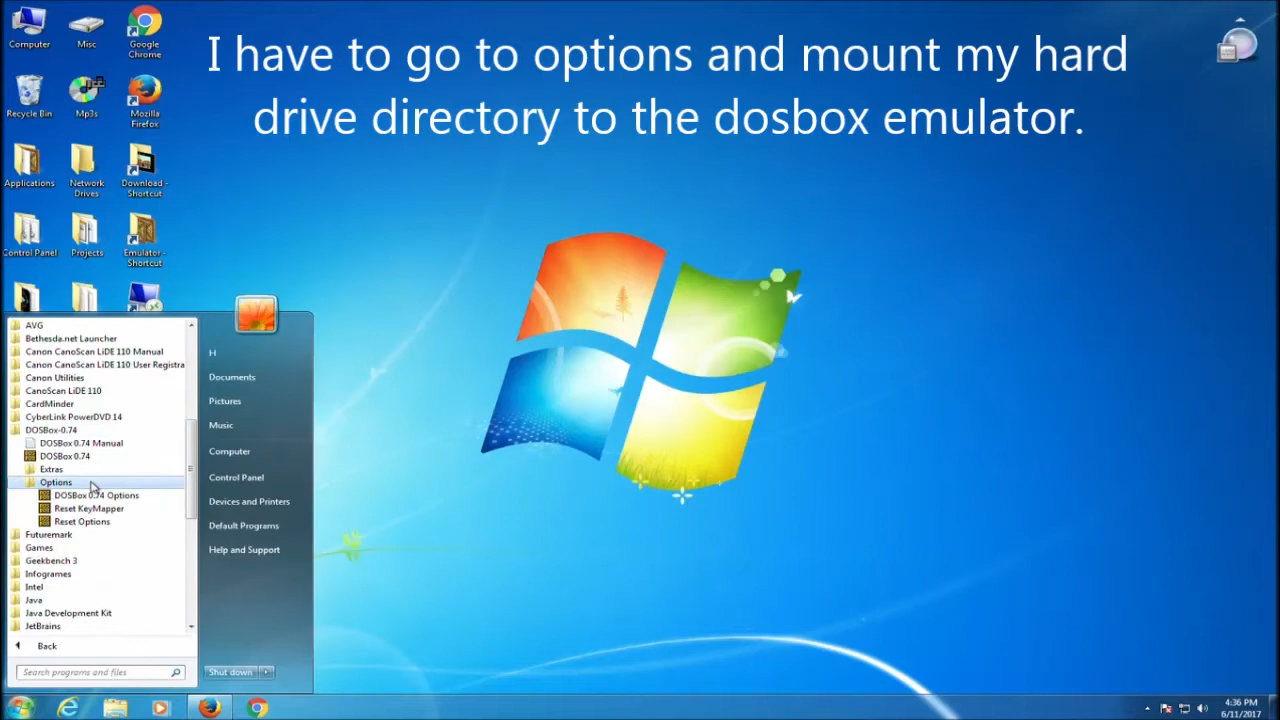 I have to go to options and mount my hard
drive directory to the dosbox emulator.
Computer
Misc
Google
Chrome
Recycle Bin
Mp3s
Mozilla
Firefox
Applications
Network
Drives
Download -
Shortcut
Control Panel
Projects
Emulator -
Shortcut
AVG
Bethesda.net Launcher
Canon CanoScan LiDE 110 Manual
Canon CanoScan LiDE 110 User Registra
Canon Utilities
CanoScan LiDE 110
CardMinder
CyberLink PowerDVD 14
DOSBox-0.74
DOSBox 0.74 Manual
DOSBox 0.74
Extras
Options
DOSBox 0.74 Options
Reset KeyMapper
Reset Options
Futuremark
Games
Geekbench 3
Infogrames
Intel
Java
Java Development Kit
JetBrains
Back
Search programs and files
H
Documents
Pictures
Music
Computer
Control Panel
Devices and Printers
Default Programs
Help and Support
Shut down
4:36 PM
6/11/2017